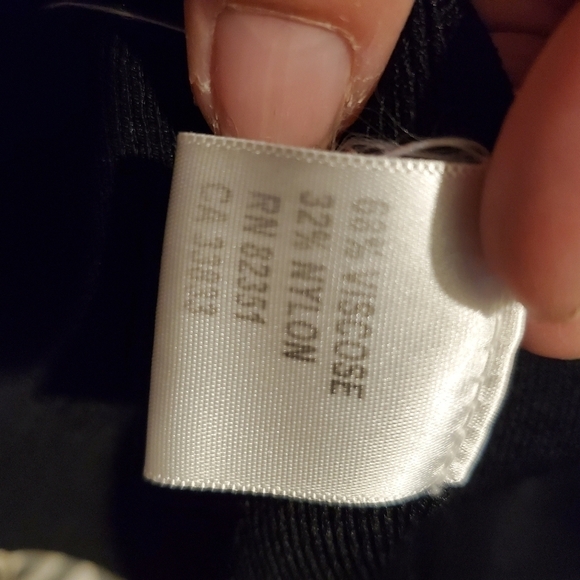 68% VISCOSE
32% NYLON
RN 82351
CA